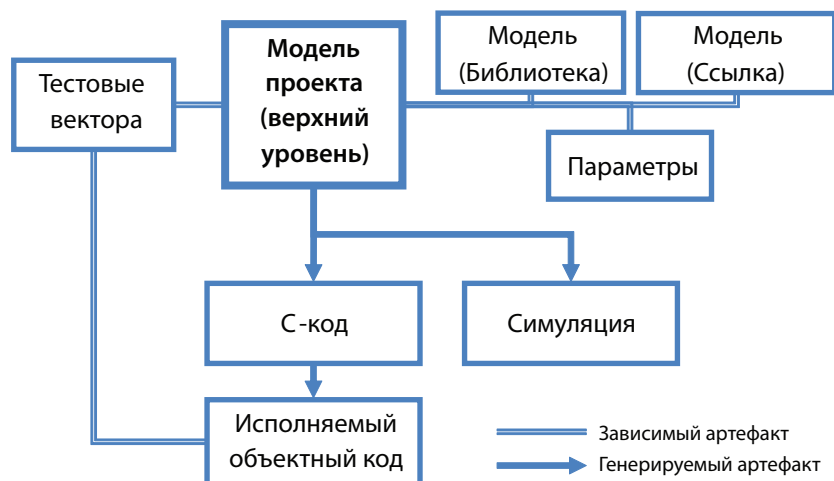 Тестовые
вектора
Модель
проекта
(верхний
уровень)
Модель
(Библиотека)
Модель
(Ссылка)
Параметры
С-код
Симуляция
Исполняемый
объектный код
Зависимый артефакт
Генерируемый артефакт